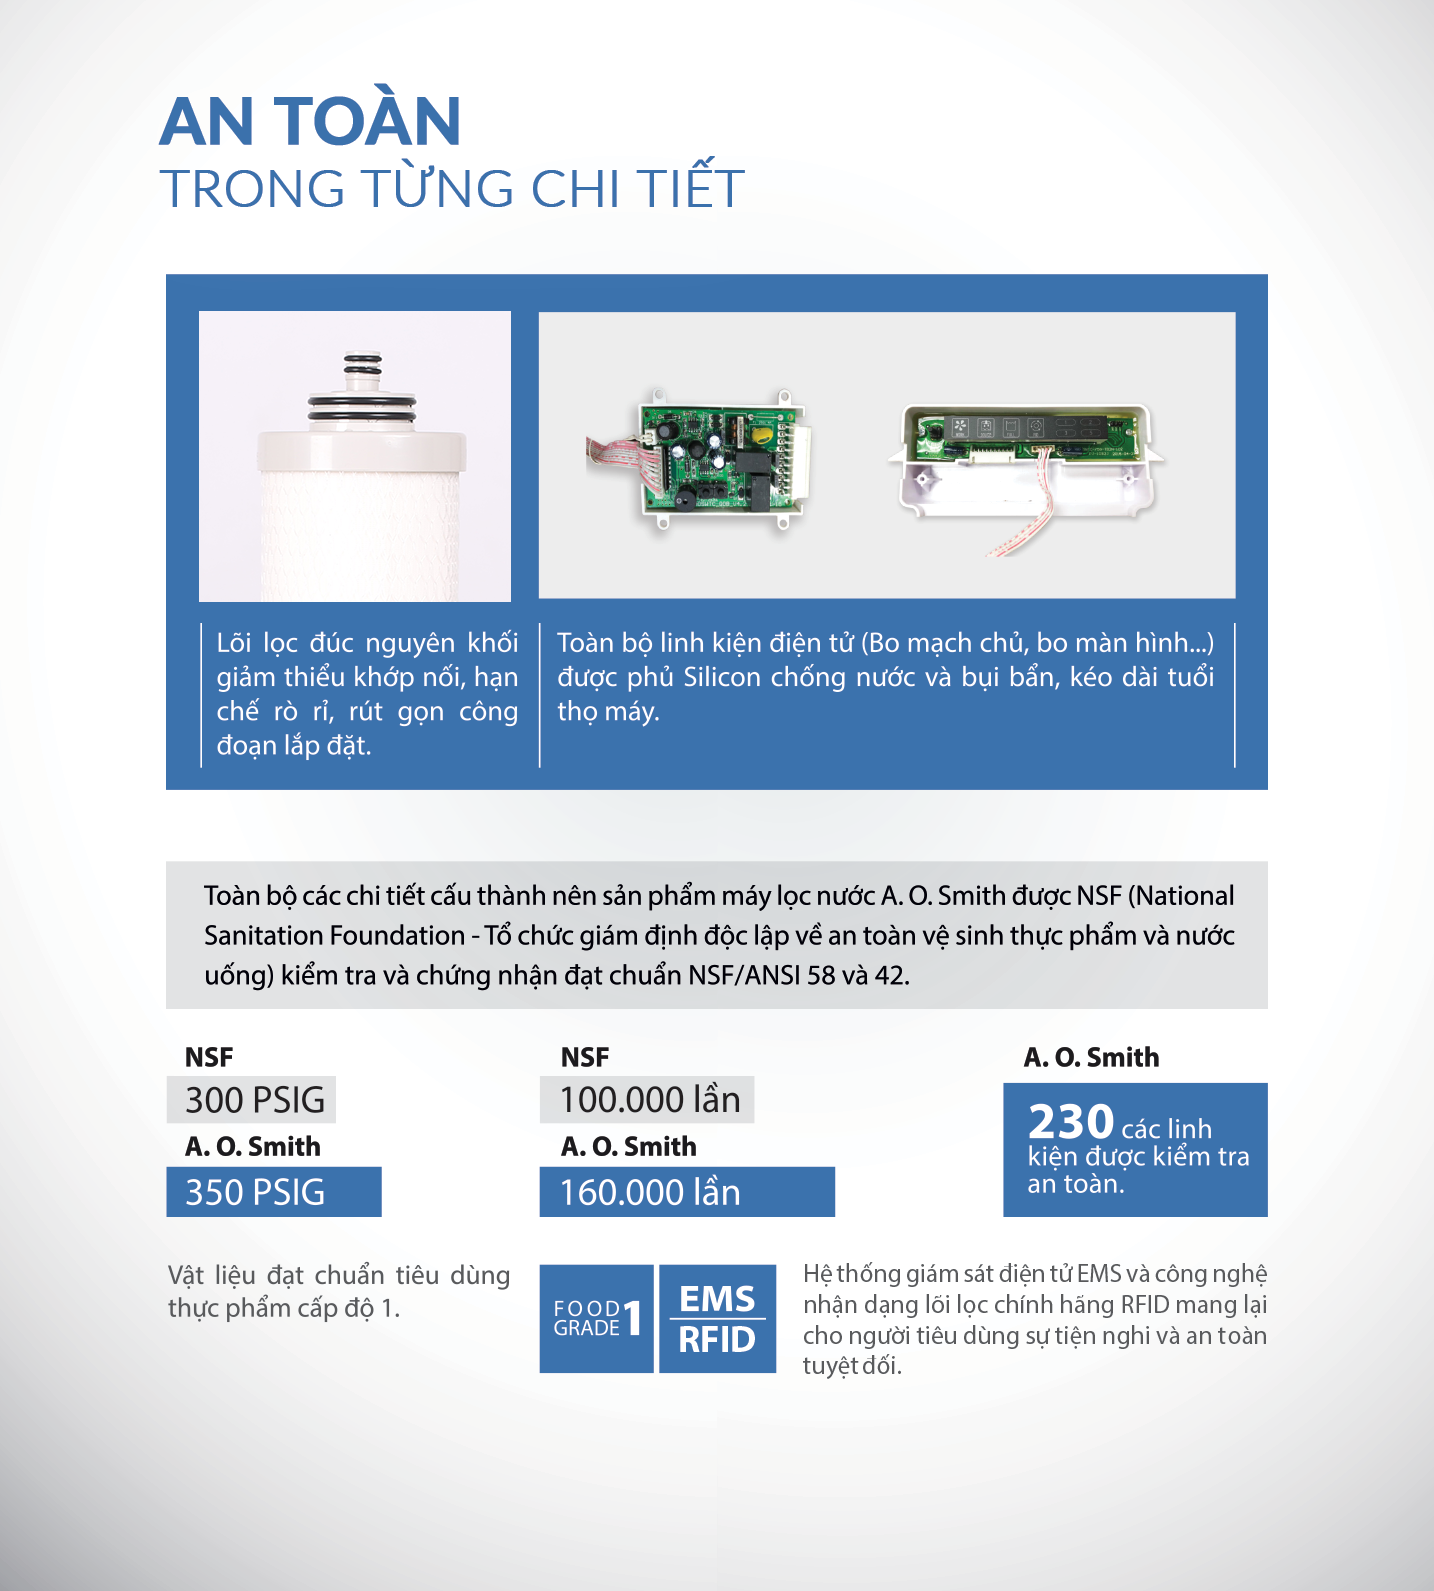 AN TOÀN
TRONG TỪNG CHI TIẾT
Lõi lọc đúc nguyên khối
giảm thiểu khớp nối, hạn
chế rò rỉ, rút gọn công
đoạn lắp đặt.
Toàn bộ linh kiện điện tử (Bo mạch chủ, bo màn hình...)
được phủ Silicon chống nước và bụi bẩn, kéo dài tuổi
thọ máy.
Toàn bộ các chi tiết cấu thành nên sản phẩm máy lọc nước A. O. Smith được NSF (National
Sanitation Foundation - Tổ chức giám định độc lập về an toàn vệ sinh thực phẩm và nước
uống) kiểm tra và chứng nhận đạt chuẩn NSF/ANSI 58 và 42.
NSF
300 PSIG
A. O. Smith
350 PSIG
NSF
100.000 lần
A. O. Smith
160.000 lần
A. O. Smith
230 các linh
kiện được kiểm tra
an toàn.
Vật liệu đạt chuẩn tiêu dùng
thực phẩm cấp độ 1.
FOOD
GRADE 1
EMS
RFID
Hệ thống giám sát điện tử EMS và công nghệ
nhận dạng lõi lọc chính hãng RFID mang lại
cho người tiêu dùng sự tiện nghi và an toàn
tuyệt đối.